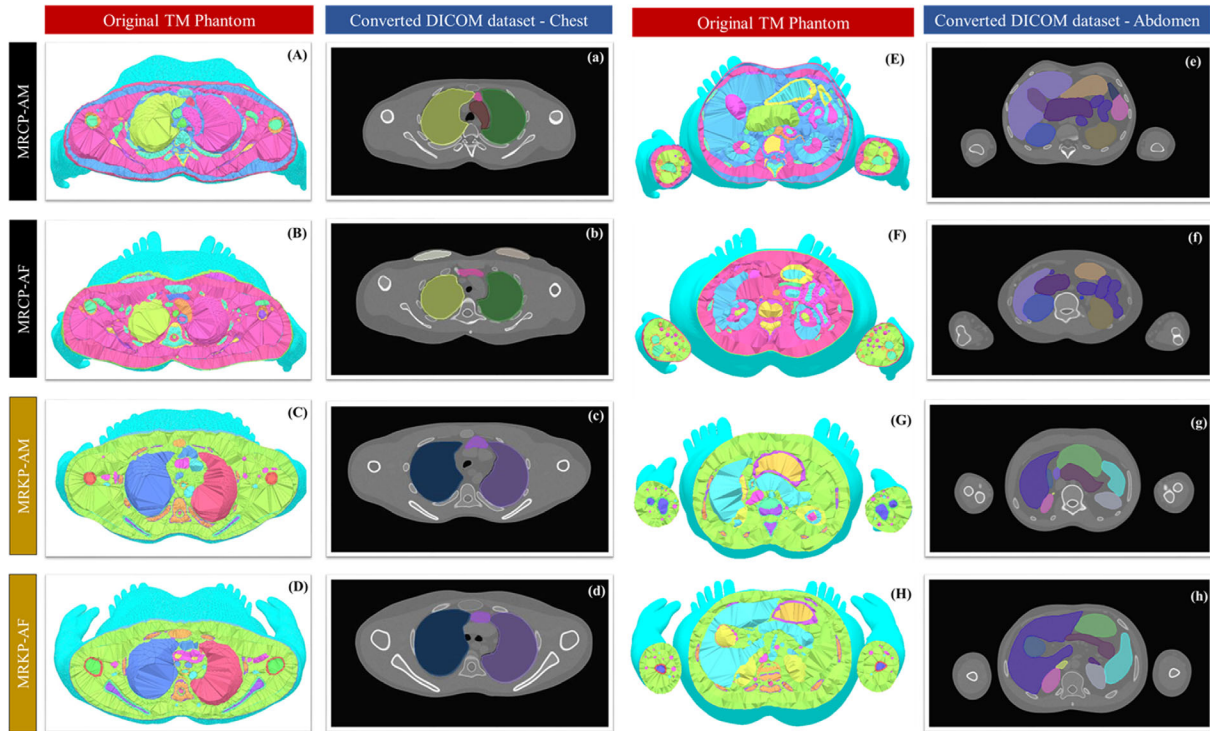 Original TM Phantom
Converted DICOM dataset - Chest
Original TM Phantom
Converted DICOM dataset - Abdomen
MRCP-AM
(A)
(a)
(E)
(e)
MRCP-AF
(B)
(b)
(F)
(f)
MRKP-AM
(C)
(c)
(G)
(g)
MRKP-AF
(D)
(d)
(H)
(h)